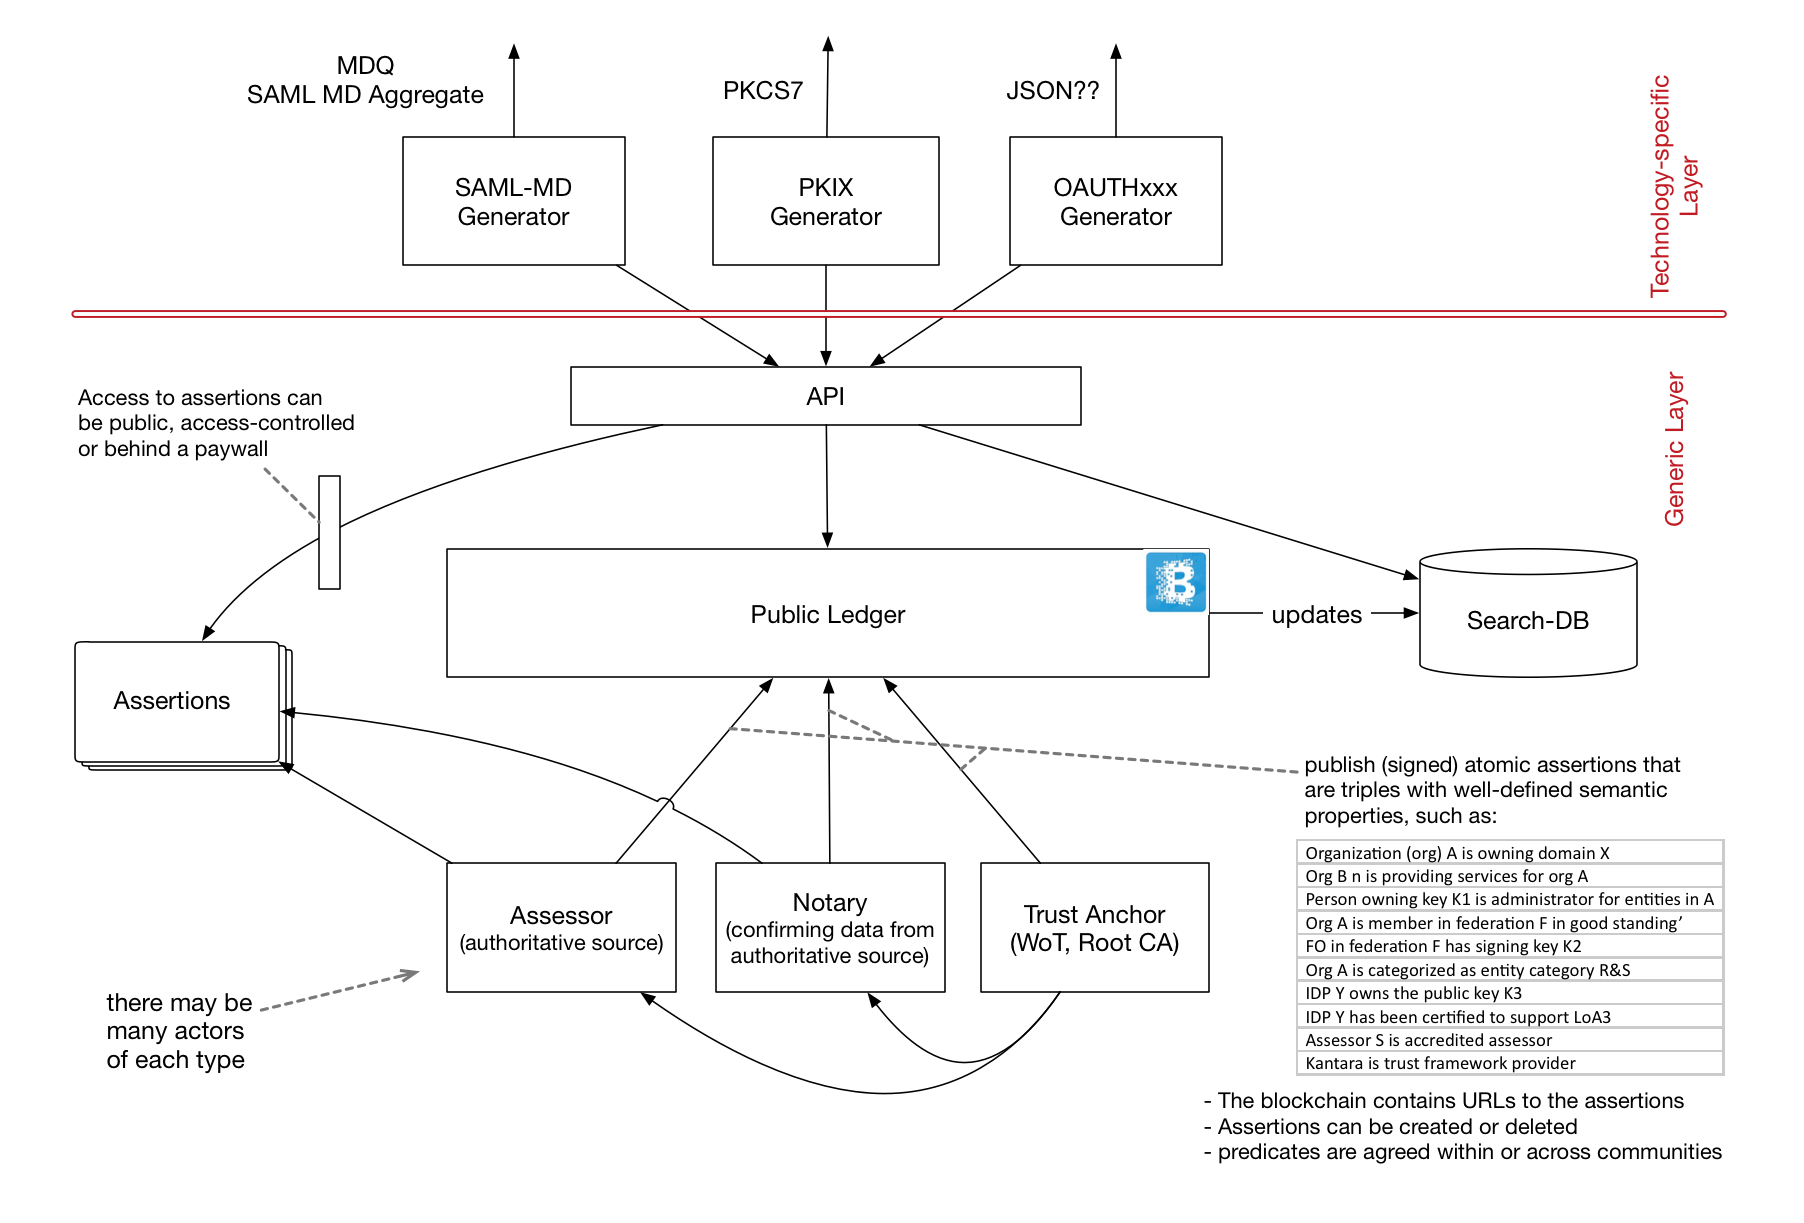 MDQ
SAML MD Aggregate
PKCS7
JSON??
SAML-MD
Generator
PKIX
Generator
OAUTHxxx
Generator
Technology-specific
Layer
API
Generic Layer
Access to assertions can
be public, access-controlled
or behind a paywall
B
Public Ledger
updates
Search-DB
Assertions
publish (signed) atomic assertions that
are triples with well-defined semantic
properties, such as:
Organization (org) A is owning domain X
Org B n is providing services for org A
Person owning key K1 is administrator for entities in A
Org A is member in federation F in good standing’
FO in federation F has signing key K2
Org A is categorized as entity category R&S
IDP Y owns the public key K3
IDP Y has been certified to support LoA3
Assessor S is accredited assessor
Kantara is trust framework provider
Assessor
(authoritative source)
Notary
(confirming data from
authoritative source)
Trust Anchor
(WoT, Root CA)
there may be
many actors
of each type
- The blockchain contains URLs to the assertions
- Assertions can be created or deleted
- predicates are agreed within or across communities